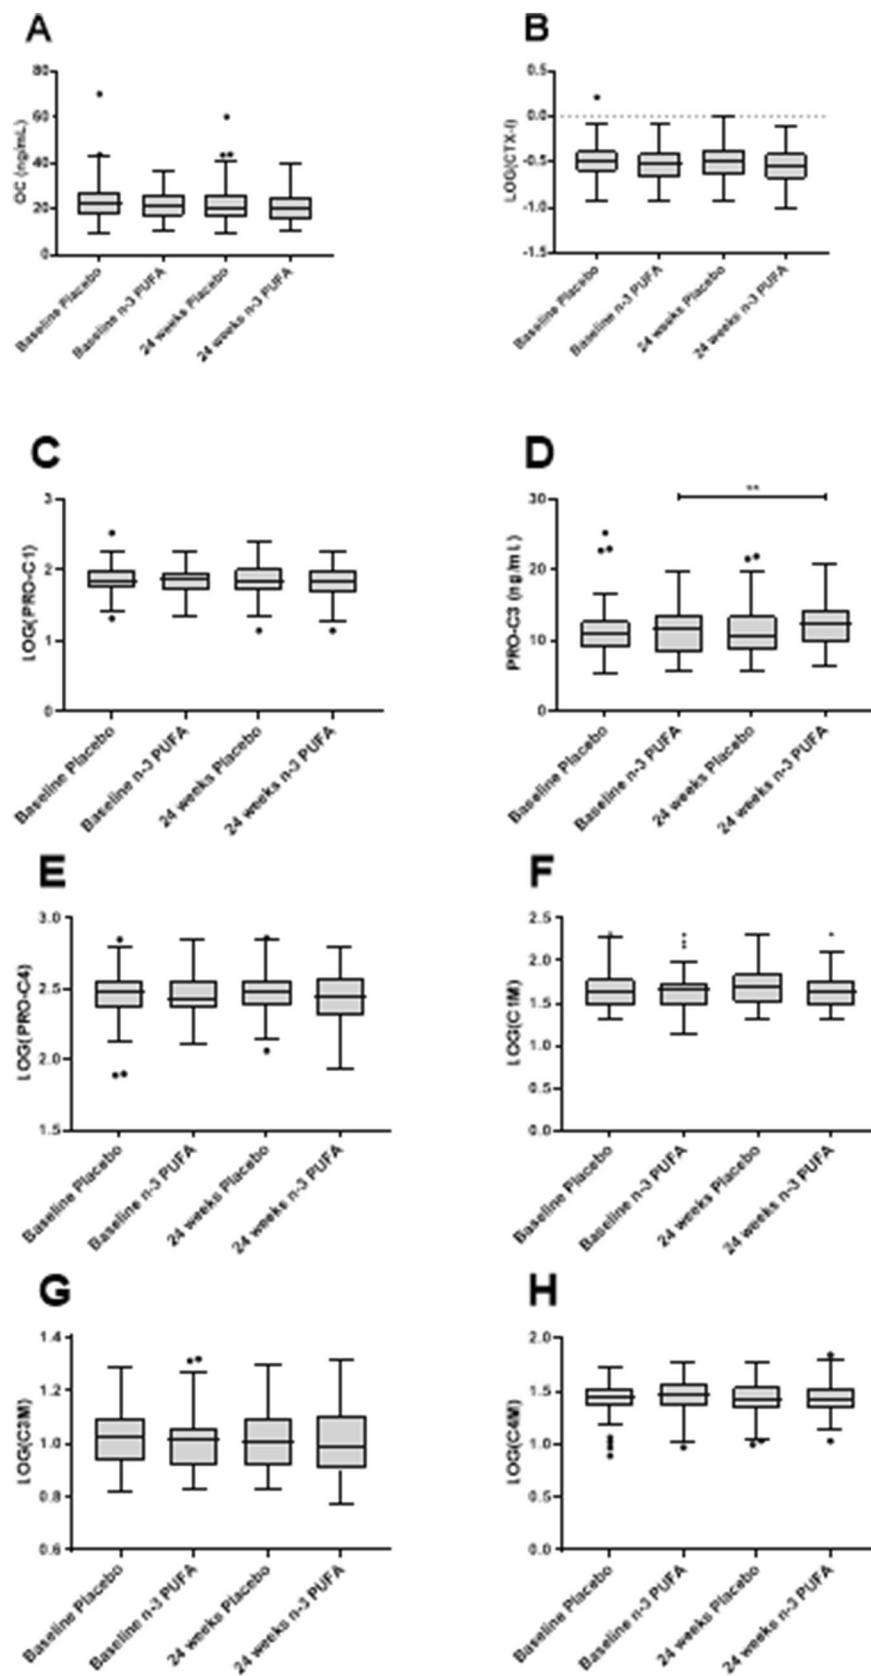 A
OC (ng/mL)
80
60
40
20
0
Baseline Placebo
Baseline n-3 PUFA
24 weeks Placebo
24 weeks n-3 PUFA
B
LOG(CTX-I)
0.5
0.0
-0.5
-1.0
-1.5
Baseline Placebo
Baseline n-3 PUFA
24 weeks Placebo
24 weeks n-3 PUFA
C
LOG(PRO-C1)
3
2
1
0
Baseline Placebo
Baseline n-3 PUFA
24 weeks Placebo
24 weeks n-3 PUFA
D
PRO-C3 (ng/mL)
30
20
10
0
**
Baseline Placebo
Baseline n-3 PUFA
24 weeks Placebo
24 weeks n-3 PUFA
E
LOG(PRO-C4)
3.0
2.5
2.0
1.5
Baseline Placebo
Baseline n-3 PUFA
24 weeks Placebo
24 weeks n-3 PUFA
F
LOG(C1M)
2.5
2.0
1.5
1.0
0.5
0.0
Baseline Placebo
Baseline n-3 PUFA
24 weeks Placebo
24 weeks n-3 PUFA
G
LOG(C3M)
1.4
1.2
1.0
0.8
0.6
Baseline Placebo
Baseline n-3 PUFA
24 weeks Placebo
24 weeks n-3 PUFA
H
LOG(C4M)
2.0
1.5
1.0
0.5
0.0
Baseline Placebo
Baseline n-3 PUFA
24 weeks Placebo
24 weeks n-3 PUFA